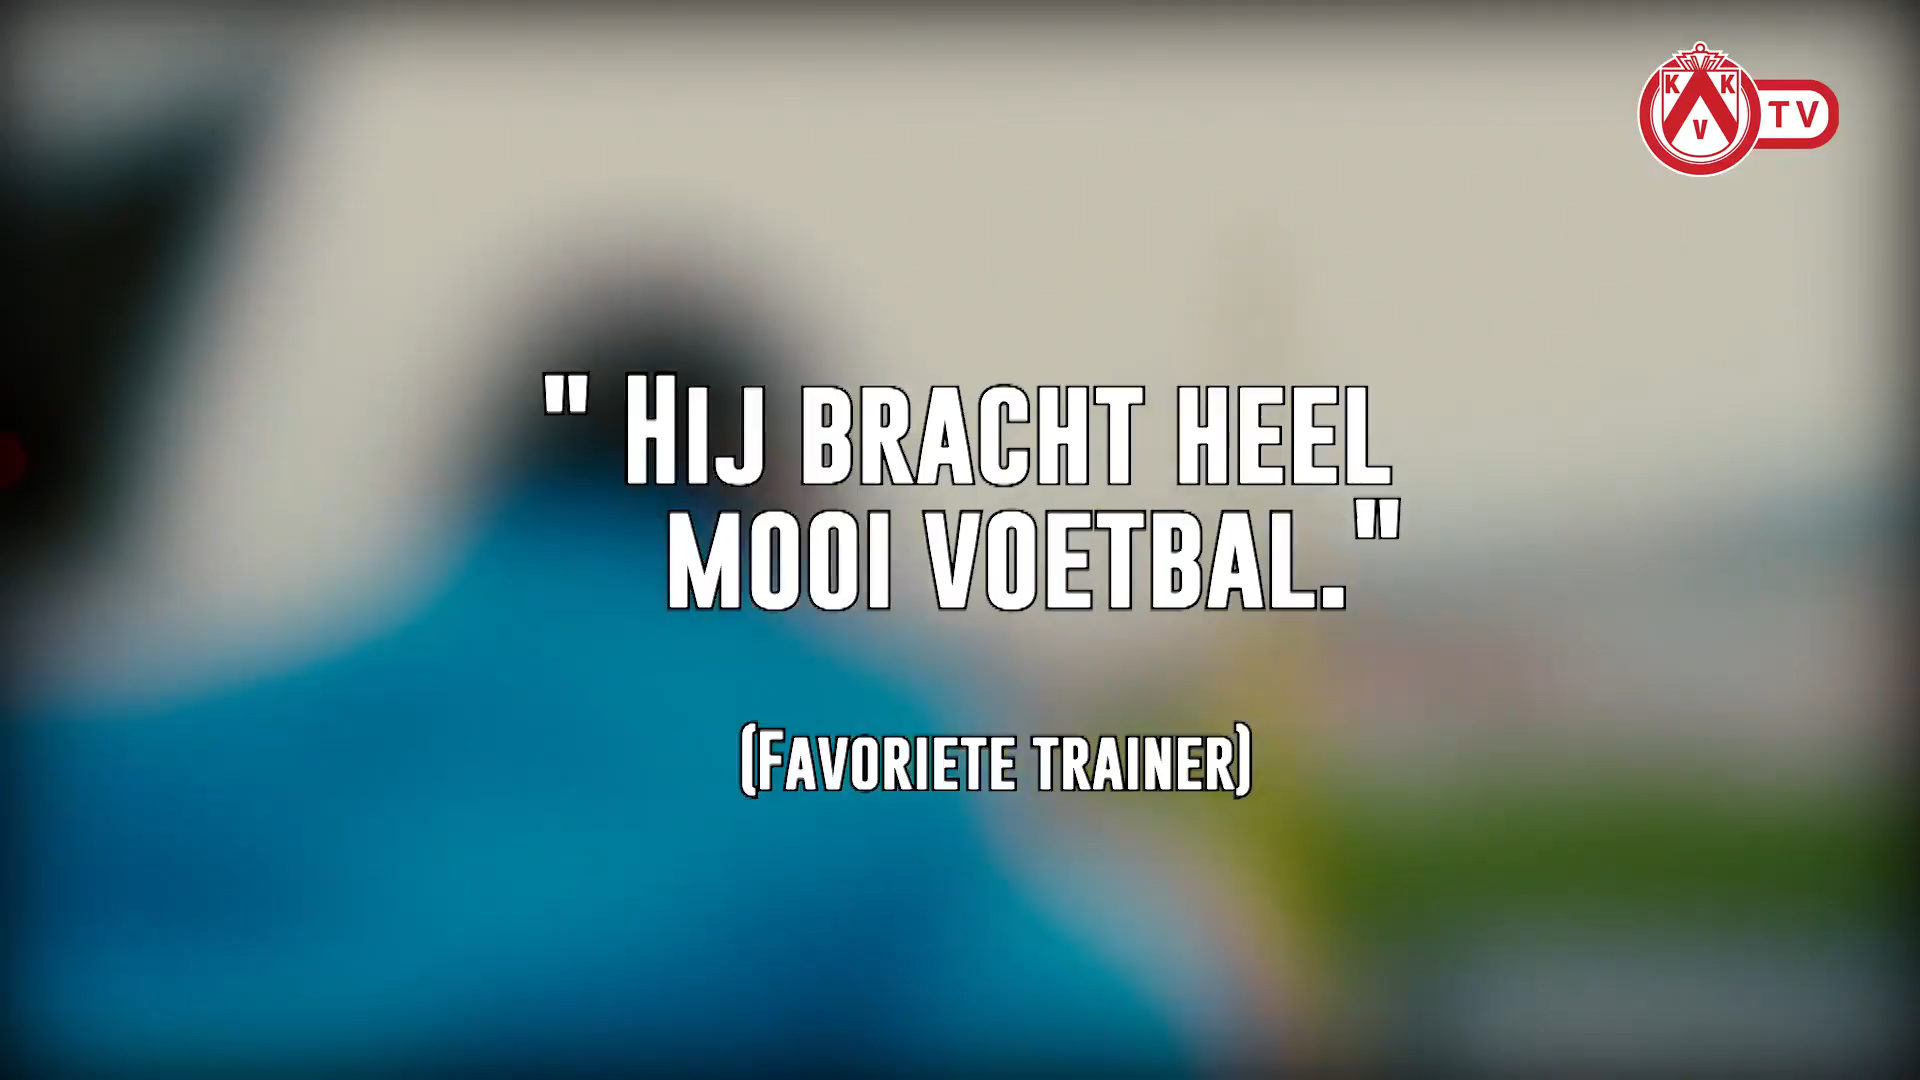 KVK TV
" Hij bracht heel
mooi voetbal."
(Favoriete trainer)